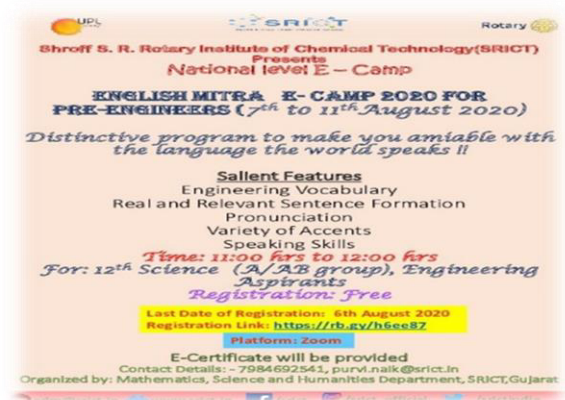 UPL
SRICT
Rotary
Shroff S. R. Rotary Institute of Chemical Technology(SRICT)
Presents
National level E – Camp
ENGLISH MITRA E- CAMP 2020 FOR
PRE-ENGINEERS (7th to 11th August 2020)
Distinctive program to make you amiable with
the language the world speaks !!
Salient Features
Engineering Vocabulary
Real and Relevant Sentence Formation
Pronunciation
Variety of Accents
Speaking Skills
Time: 11:00 hrs to 12:00 hrs
For: 12th Science (A/AB group), Engineering
Aspirants
Registration: Free
Last Date of Registration: 6th August 2020
Registration Link: https://rb.gy/h6ee87
Platform: Zoom
E-Certificate will be provided
Contact Details: - 7984692541, purvi.naik@srict.in
Organized by: Mathematics, Science and Humanities Department, SRICT,Gujarat